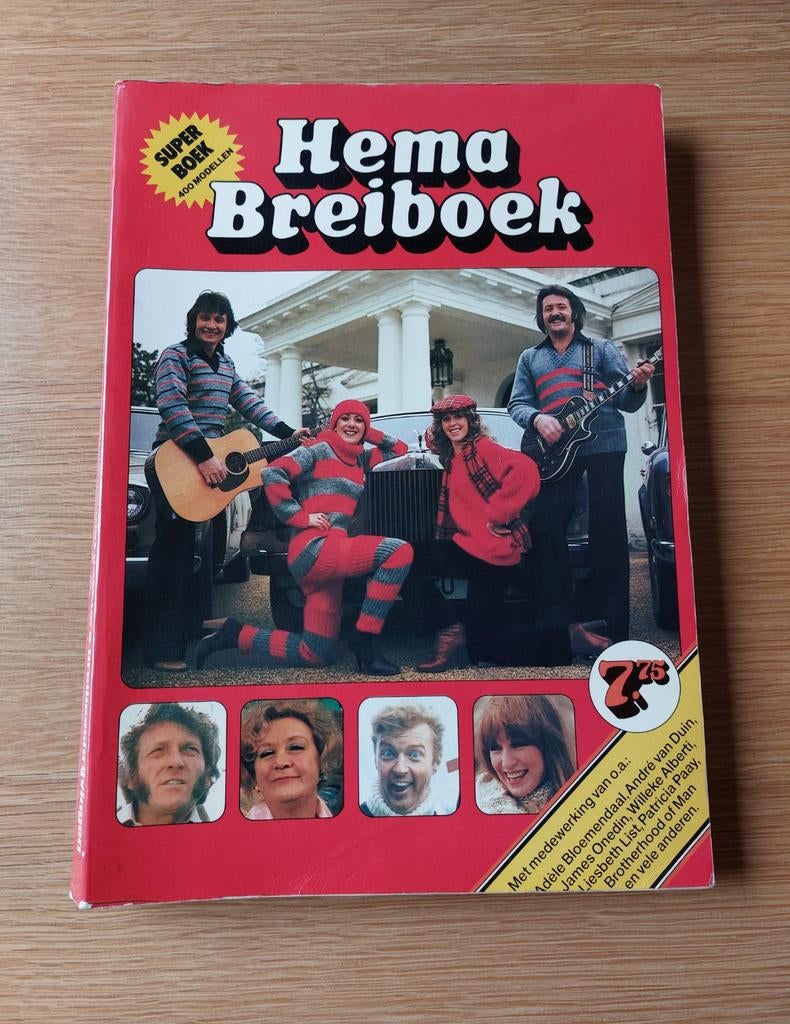 SUPER
BOEK
400 MODELLEN
Hema
Breiboek
7.75
Met medewerking van o.a.:
Adèle Bloemendaal, André van Duin,
James Onedin, Willeke Alberti,
Liesbeth List, Patricia Paay,
Brotherhood of Man
en vele anderen.